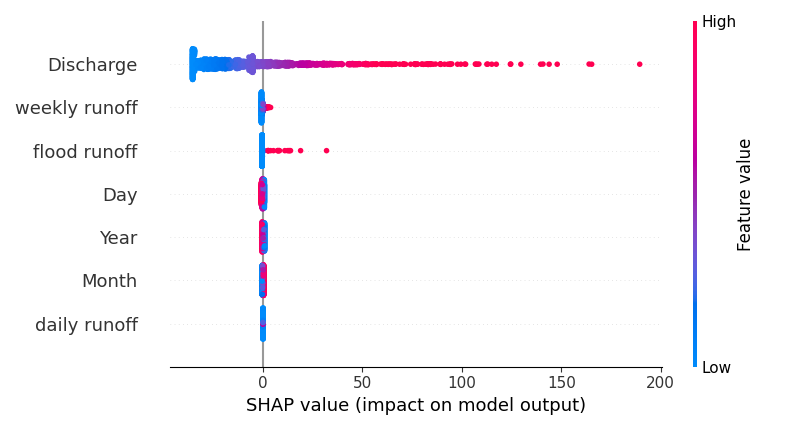 High
Discharge
weekly runoff
flood runoff
Day
Year
Month
daily runoff
Feature value
Low
0 50 100 150 200
SHAP value (impact on model output)